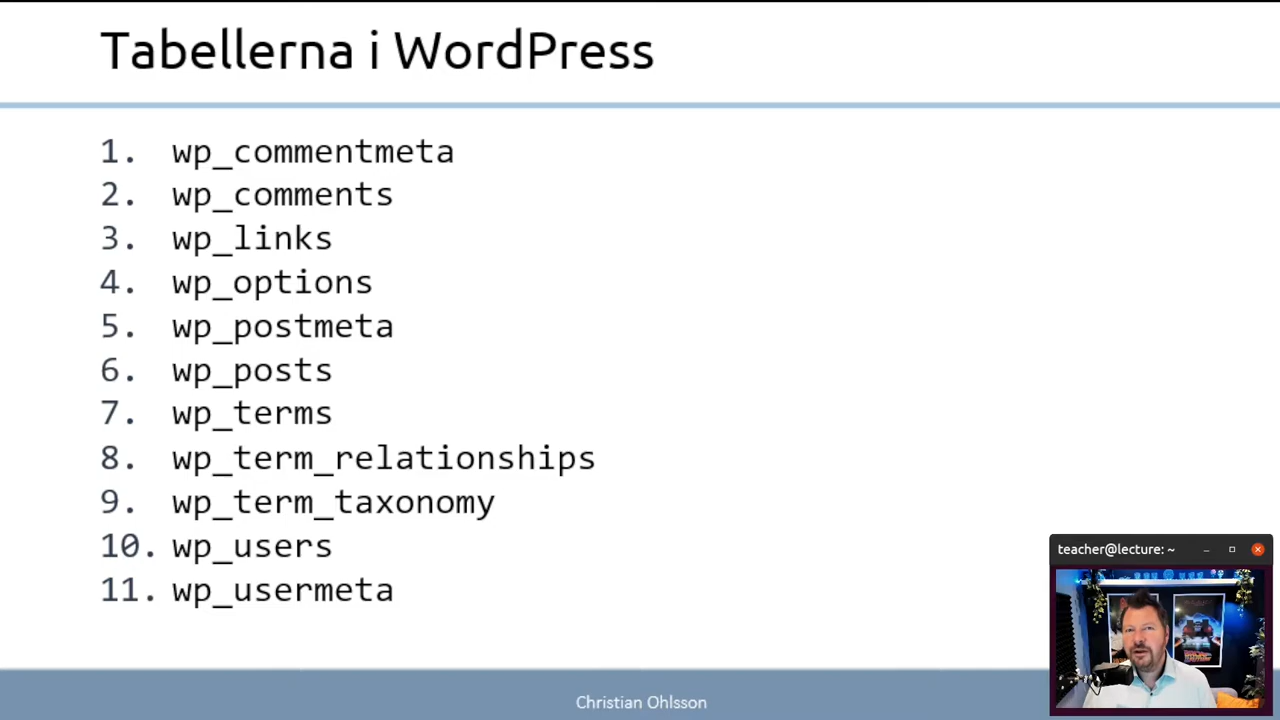 Tabellerna i WordPress
1. wp_commentmeta
2. wp_comments
3. wp_links
4. wp_options
5. wp_postmeta
6. wp_posts
7. wp_terms
8. wp_term_relationships
9. wp_term_taxonomy
10. wp_users
11. wp_usermeta
teacher@lecture: ~
Christian Ohlsson